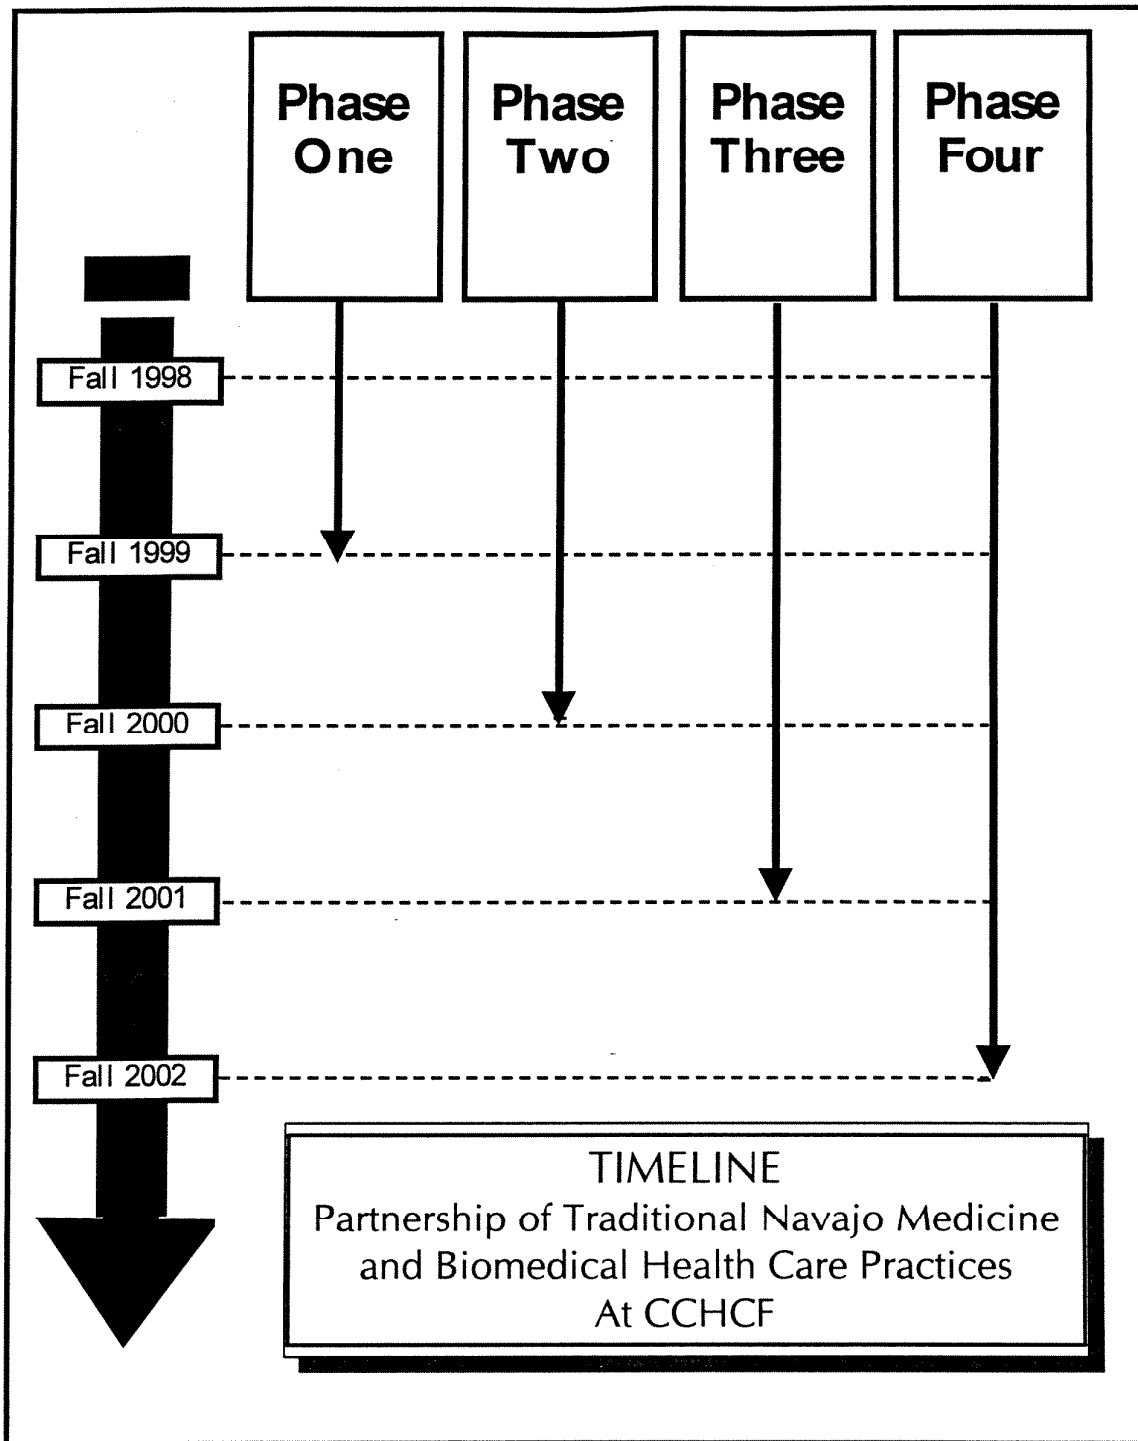 Phase
One
Phase
Two
Phase
Three
Phase
Four
Fall 1998
Fall 1999
Fall 2000
Fall 2001
Fall 2002
TIMELINE
Partnership of Traditional Navajo Medicine
and Biomedical Health Care Practices
At CCHCF